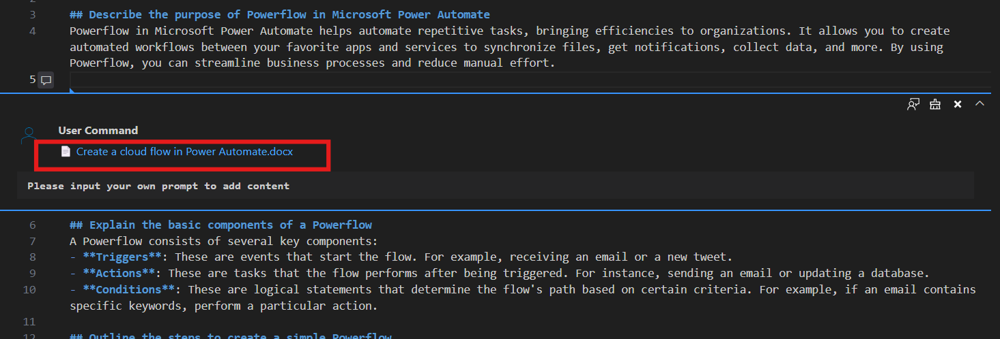 3 ## Describe the purpose of Powerflow in Microsoft Power Automate
4 Powerflow in Microsoft Power Automate helps automate repetitive tasks, bringing efficiencies to organizations. It allows you to create
automated workflows between your favorite apps and services to synchronize files, get notifications, collect data, and more. By using
Powerflow, you can streamline business processes and reduce manual effort.
5
User Command
Create a cloud flow in Power Automate.docx
Please input your own prompt to add content
6 ## Explain the basic components of a Powerflow
7 A Powerflow consists of several key components:
8 - **Triggers**: These are events that start the flow. For example, receiving an email or a new tweet.
9 - **Actions**: These are tasks that the flow performs after being triggered. For instance, sending an email or updating a database.
10 - **Conditions**: These are logical statements that determine the flow's path based on certain criteria. For example, if an email contains
specific keywords, perform a particular action.
11
12 ## Outline the steps to create a simple Powerflow